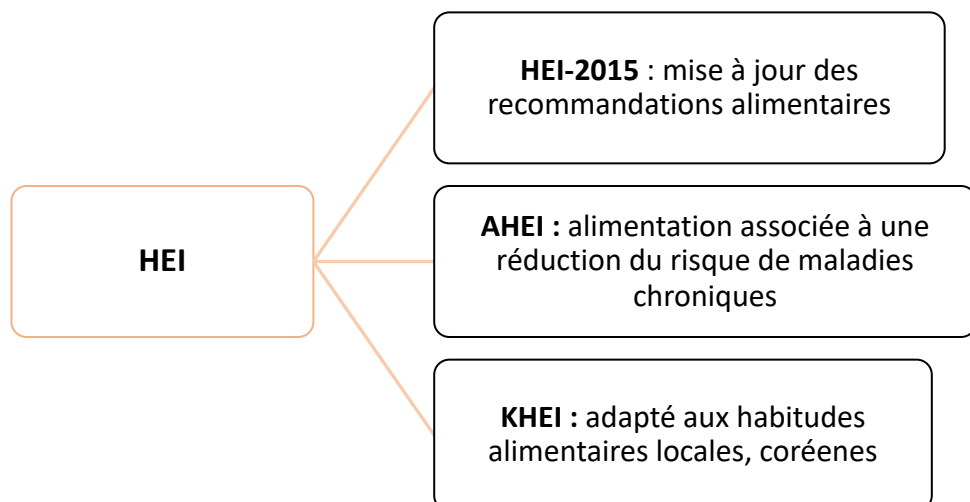 HEI-2015 : mise à jour des
recommandations alimentaires
HEI
AHEI : alimentation associée à une
réduction du risque de maladies
chroniques
KHEI : adapté aux habitudes
alimentaires locales, coréenes